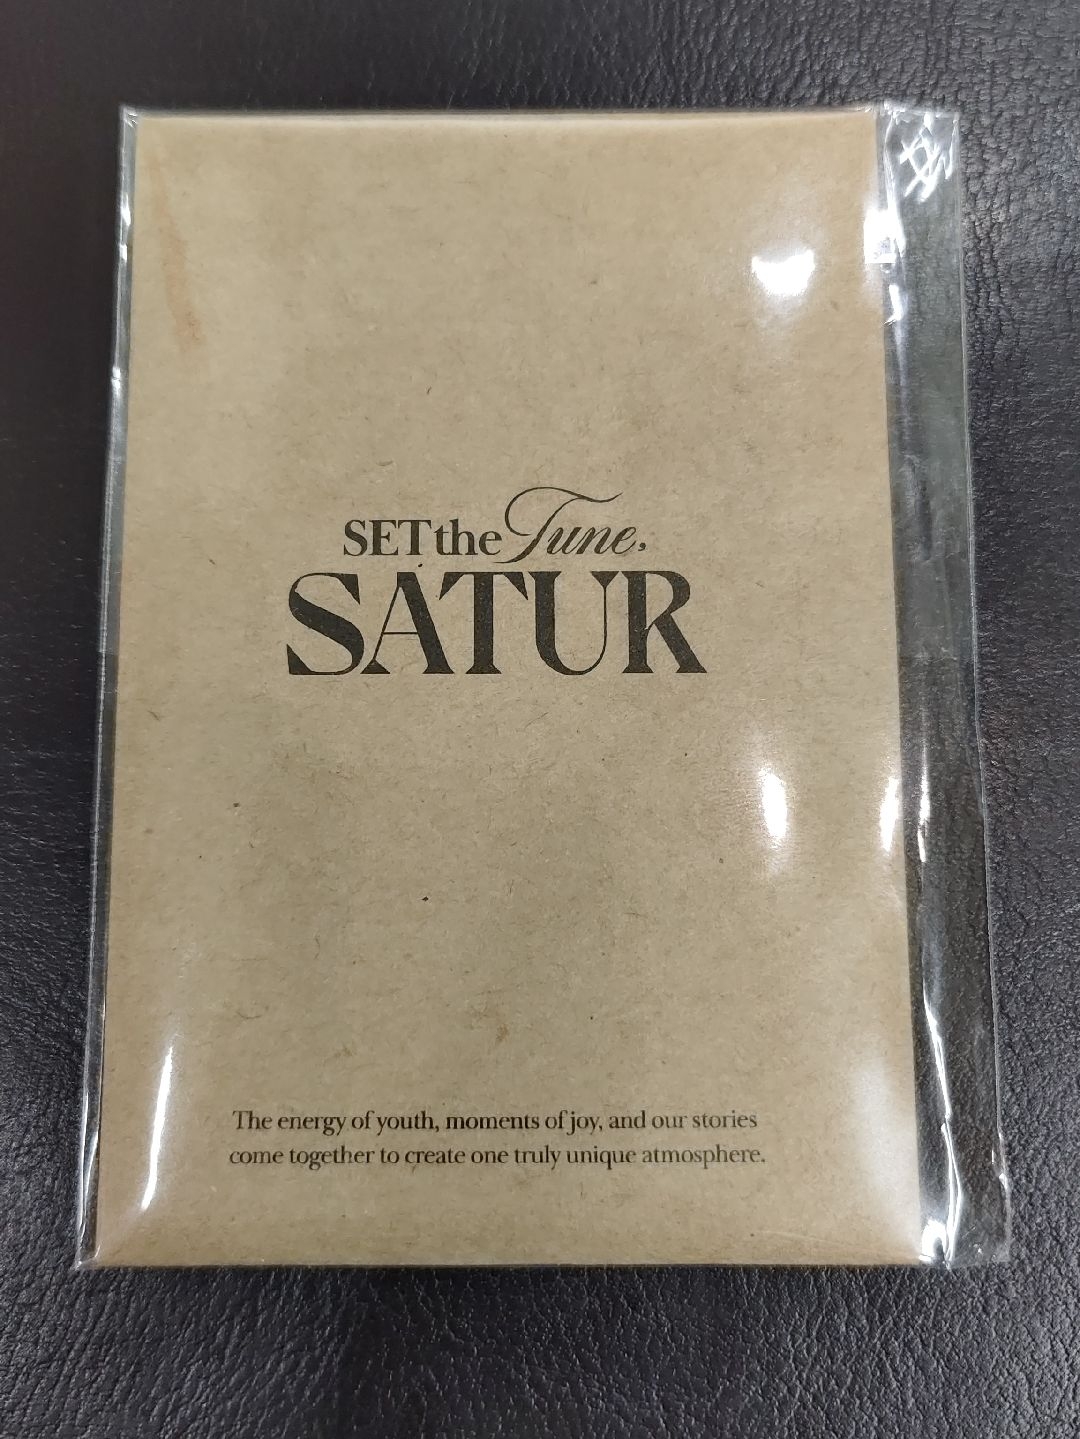 SET the Tune,
SATUR
The energy of youth, moments of joy, and our stories
come together to create one truly unique atmosphere.